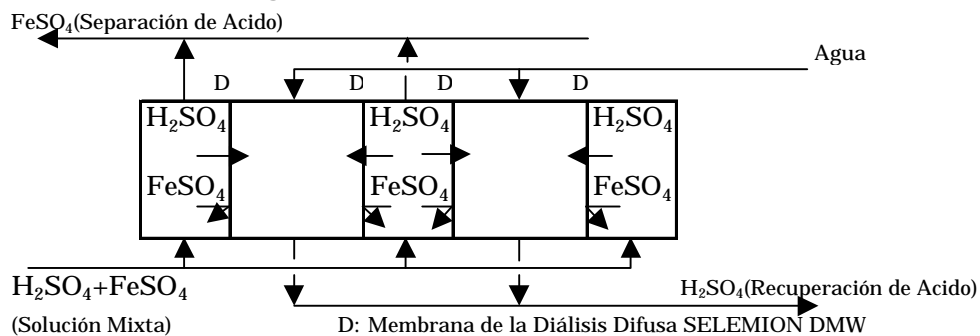 FeSO₄(Separación de Acido)
Agua
D D D D
H₂SO₄ H₂SO₄ H₂SO₄
FeSO₄ FeSO₄ FeSO₄
H₂SO₄+FeSO₄
H₂SO₄(Recuperación de Acido)
(Solución Mixta) D: Membrana de la Diálisis Difusa SELEMION DMW